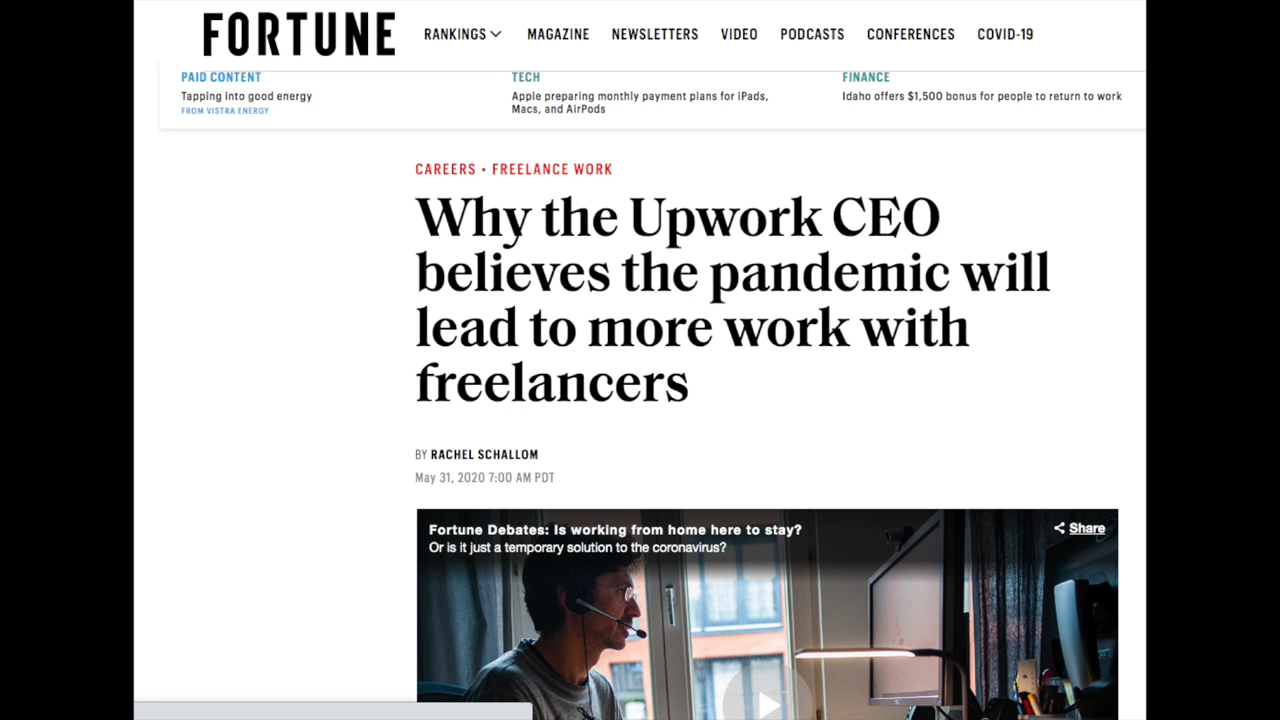 FORTUNE
RANKINGS MAGAZINE NEWSLETTERS VIDEO PODCASTS CONFERENCES COVID-19
PAID CONTENT
Tapping into good energy
FROM VISTRA ENERGY
TECH
Apple preparing monthly payment plans for iPads,
Macs, and AirPods
FINANCE
Idaho offers $1,500 bonus for people to return to work
CAREERS • FREELANCE WORK
Why the Upwork CEO
believes the pandemic will
lead to more work with
freelancers
BY RACHEL SCHALLOM
May 31, 2020 7:00 AM PDT
Fortune Debates: Is working from home here to stay?
Or is it just a temporary solution to the coronavirus?
Share